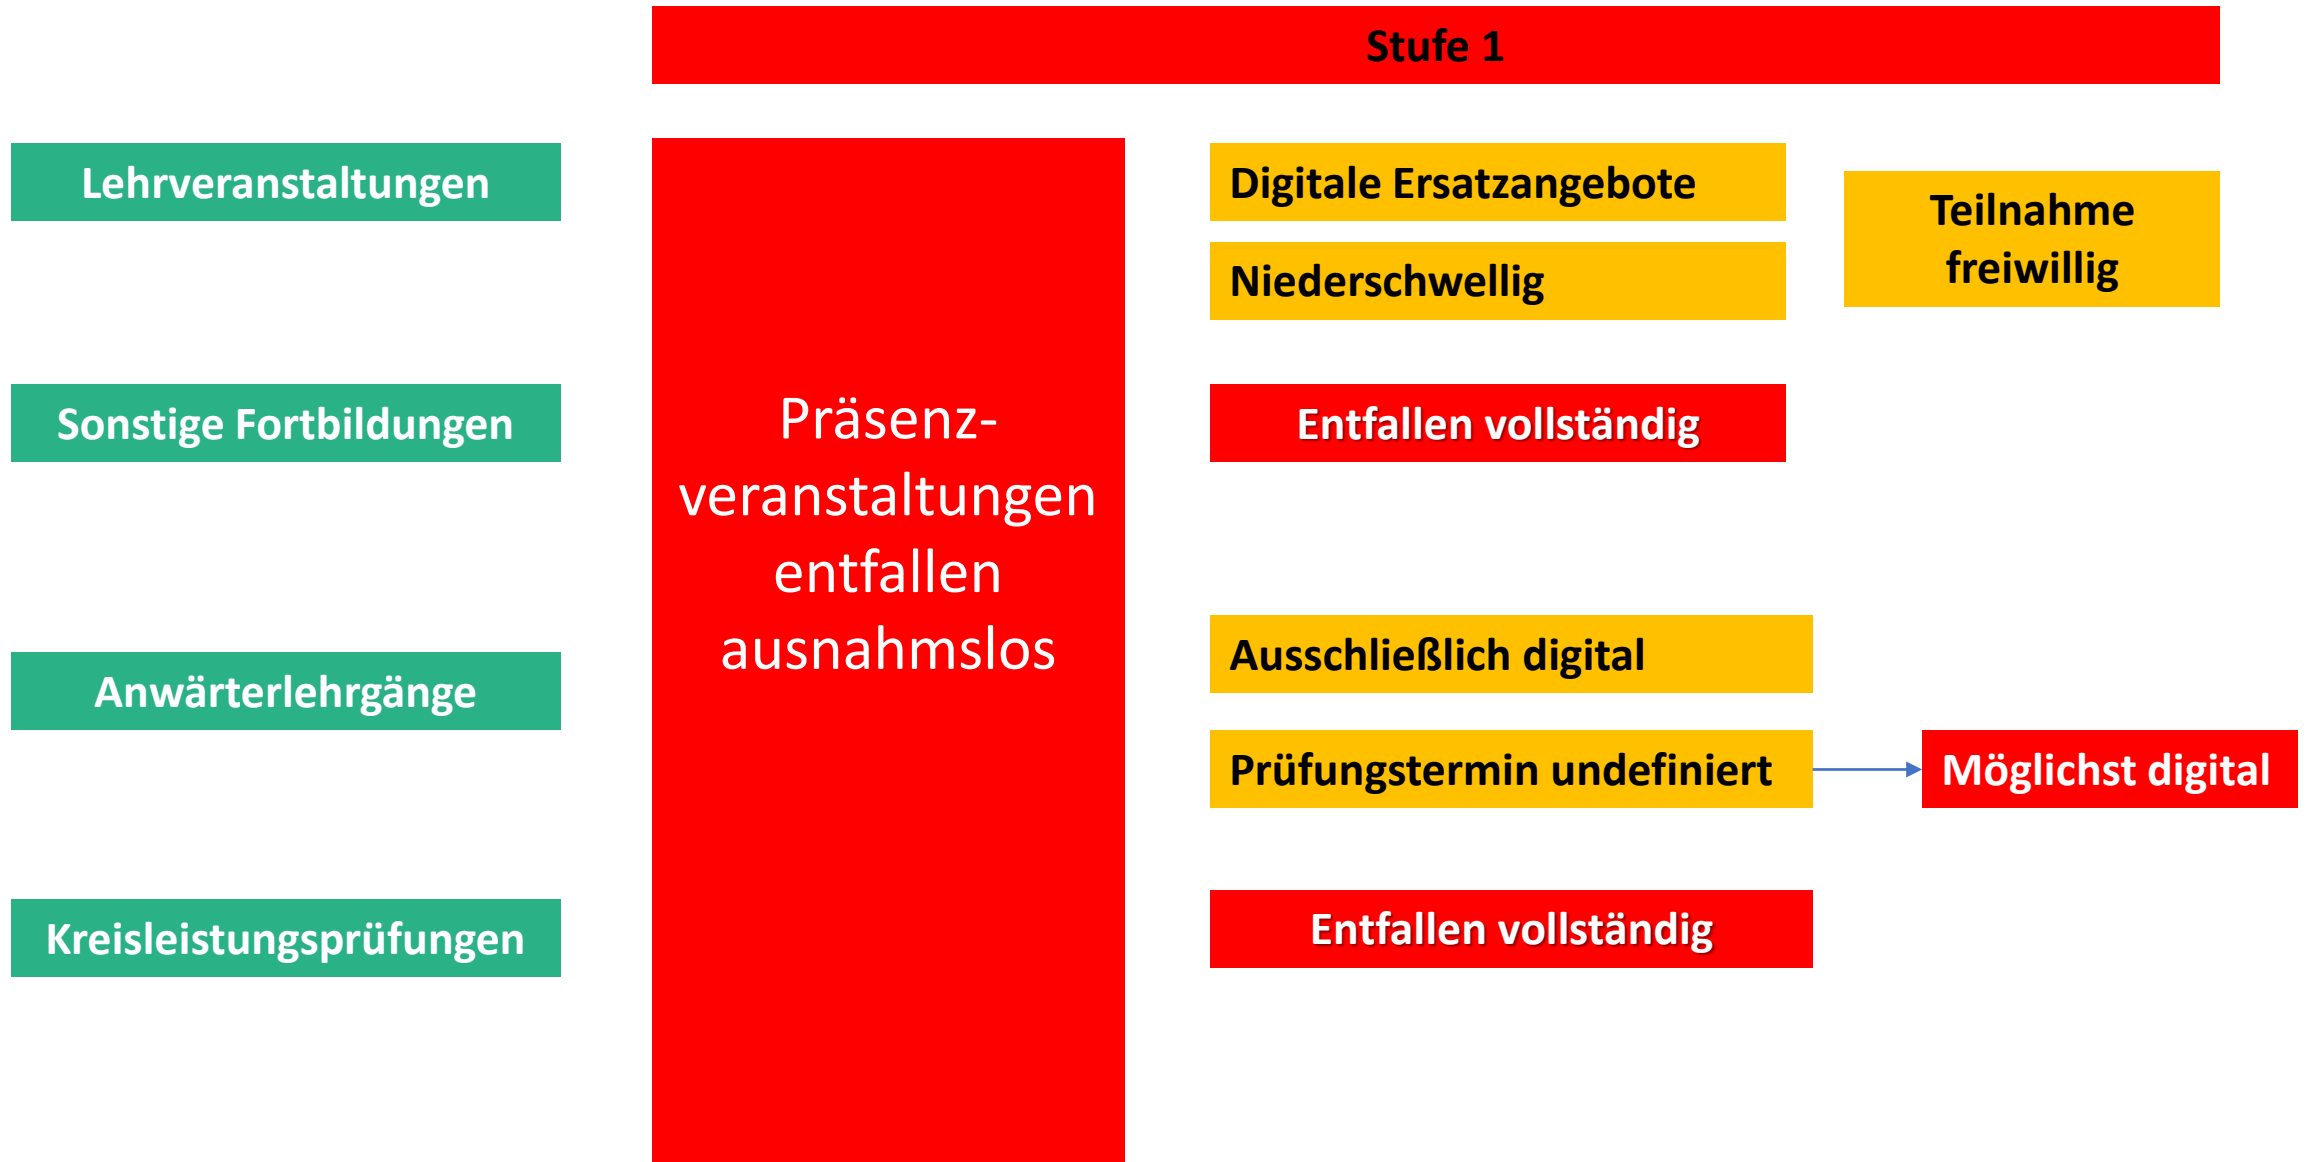 Stufe 1
Lehrveranstaltungen
Digitale Ersatzangebote
Niederschwellig
Teilnahme
freiwillig
Sonstige Fortbildungen
Präsenz-
veranstaltungen
entfallen
ausnahmslos
Entfallen vollständig
Anwärterlehrgänge
Ausschließlich digital
Prüfungstermin undefiniert
Möglichst digital
Kreisleistungsprüfungen
Entfallen vollständig